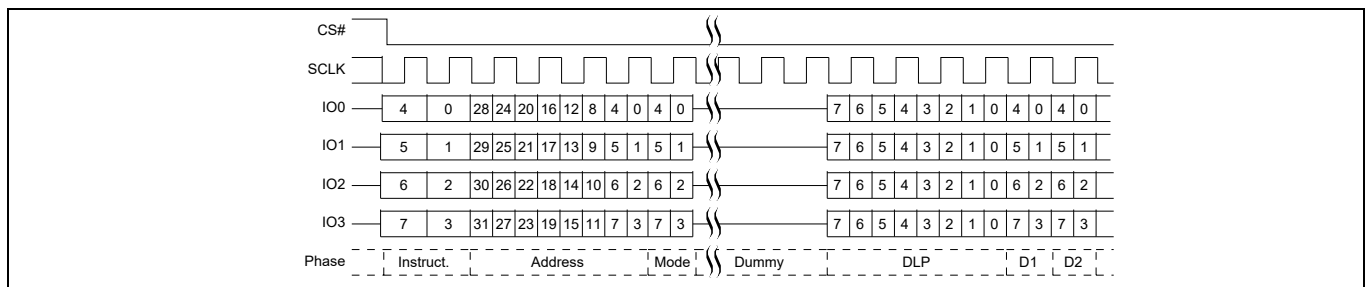 CS#
SCLK
IO0 4 0 28 24 20 16 12 8 4 0 4 0 7 6 5 4 3 2 1 0 4 0 4 0
IO1 5 1 29 25 21 17 13 9 5 1 5 1 7 6 5 4 3 2 1 0 5 1 5 1
IO2 6 2 30 26 22 18 14 10 6 2 6 2 7 6 5 4 3 2 1 0 6 2 6 2
IO3 7 3 31 27 23 19 15 11 7 3 7 3 7 6 5 4 3 2 1 0 7 3 7 3
Phase Instruct. Address Mode Dummy DLP D1 D2